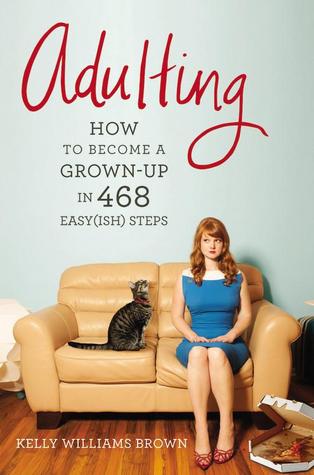 Adulting
HOW
TO BECOME A
GROWN-UP
IN 468
EASY(ISH) STEPS
KELLY WILLIAMS BROWN